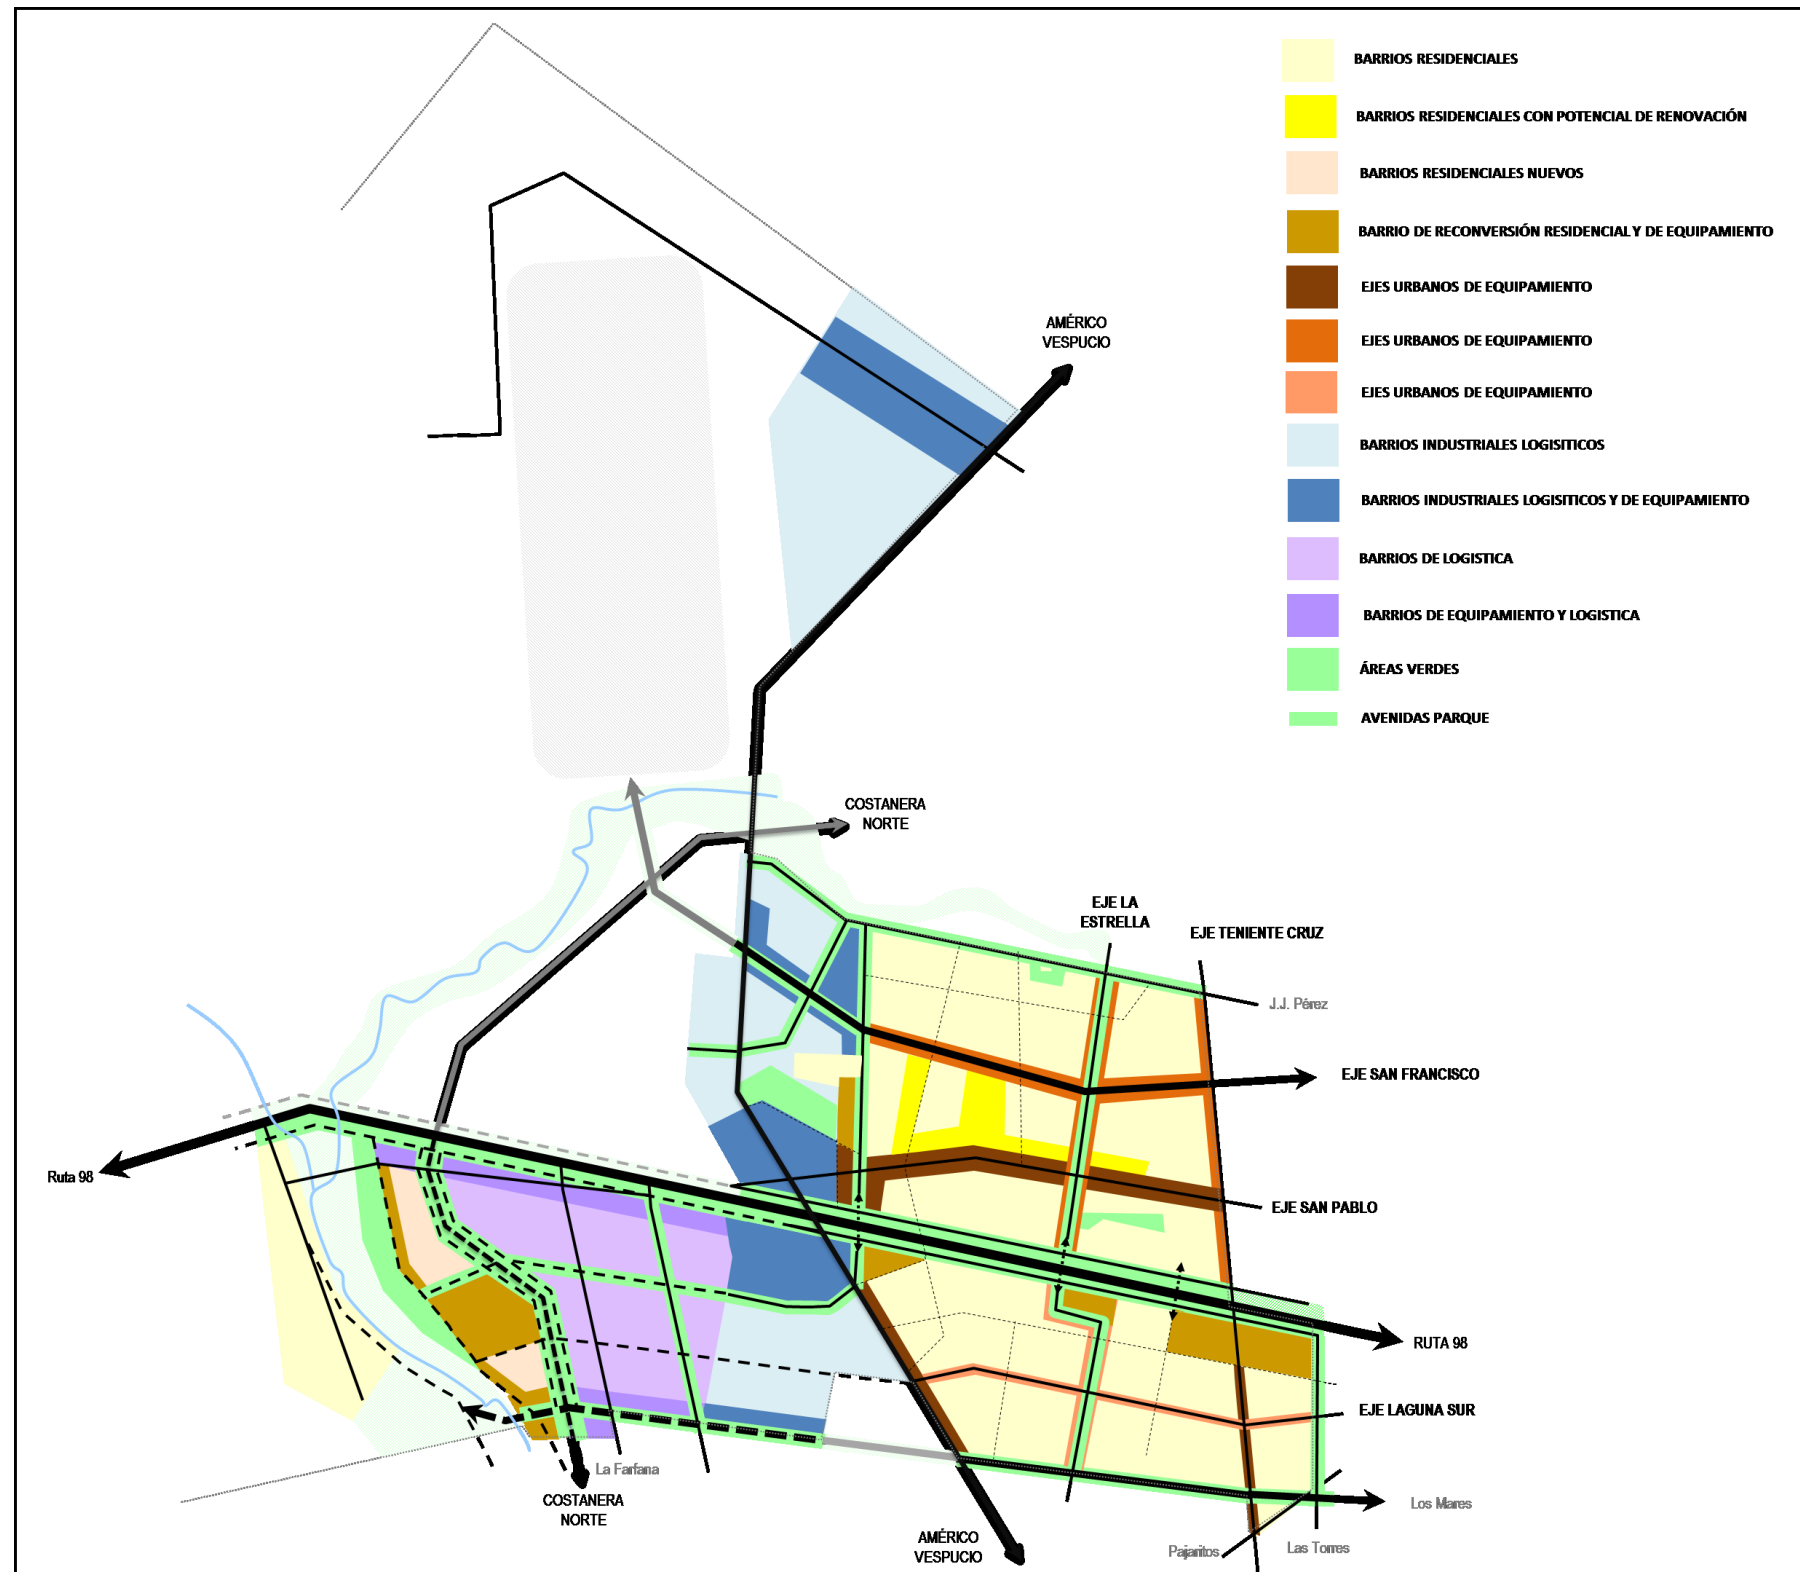 BARRIOS RESIDENCIALES
BARRIOS RESIDENCIALES CON POTENCIAL DE RENOVACIÓN
BARRIOS RESIDENCIALES NUEVOS
BARRIO DE RECONVERSIÓN RESIDENCIAL Y DE EQUIPAMIENTO
EJES URBANOS DE EQUIPAMIENTO
EJES URBANOS DE EQUIPAMIENTO
EJES URBANOS DE EQUIPAMIENTO
BARRIOS INDUSTRIALES LOGISITICOS
BARRIOS INDUSTRIALES LOGISITICOS Y DE EQUIPAMIENTO
BARRIOS DE LOGISTICA
BARRIOS DE EQUIPAMIENTO Y LOGISTICA
ÁREAS VERDES
AVENIDAS PARQUE
AMÉRICO
VESPUCIO
COSTANERA
NORTE
EJE LA
ESTRELLA
EJE TENIENTE CRUZ
J.J. Pérez
EJE SAN FRANCISCO
Ruta 98
EJE SAN PABLO
RUTA 98
EJE LAGUNA SUR
La Farfana
COSTANERA
NORTE
Los Mares
AMÉRICO
VESPUCIO
Pajaritos
Las Torres